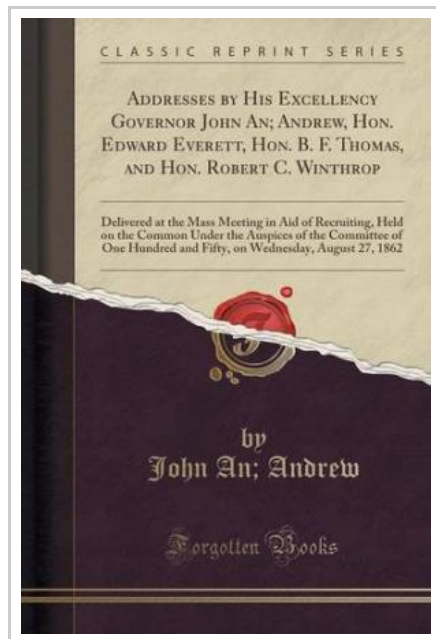 CLASSIC REPRINT SERIES
ADDRESSES BY HIS EXCELLENCY
GOVERNOR JOHN AN; ANDREW, HON.
EDWARD EVERETT, HON. B. F. THOMAS,
AND HON. ROBERT C. WINTHROP
Delivered at the Mass Meeting in Aid of Recruiting, Held
on the Common Under the Auspices of the Committee of
One Hundred and Fifty, on Wednesday, August 27, 1862
by
John An; Andrew
Forgotten Books